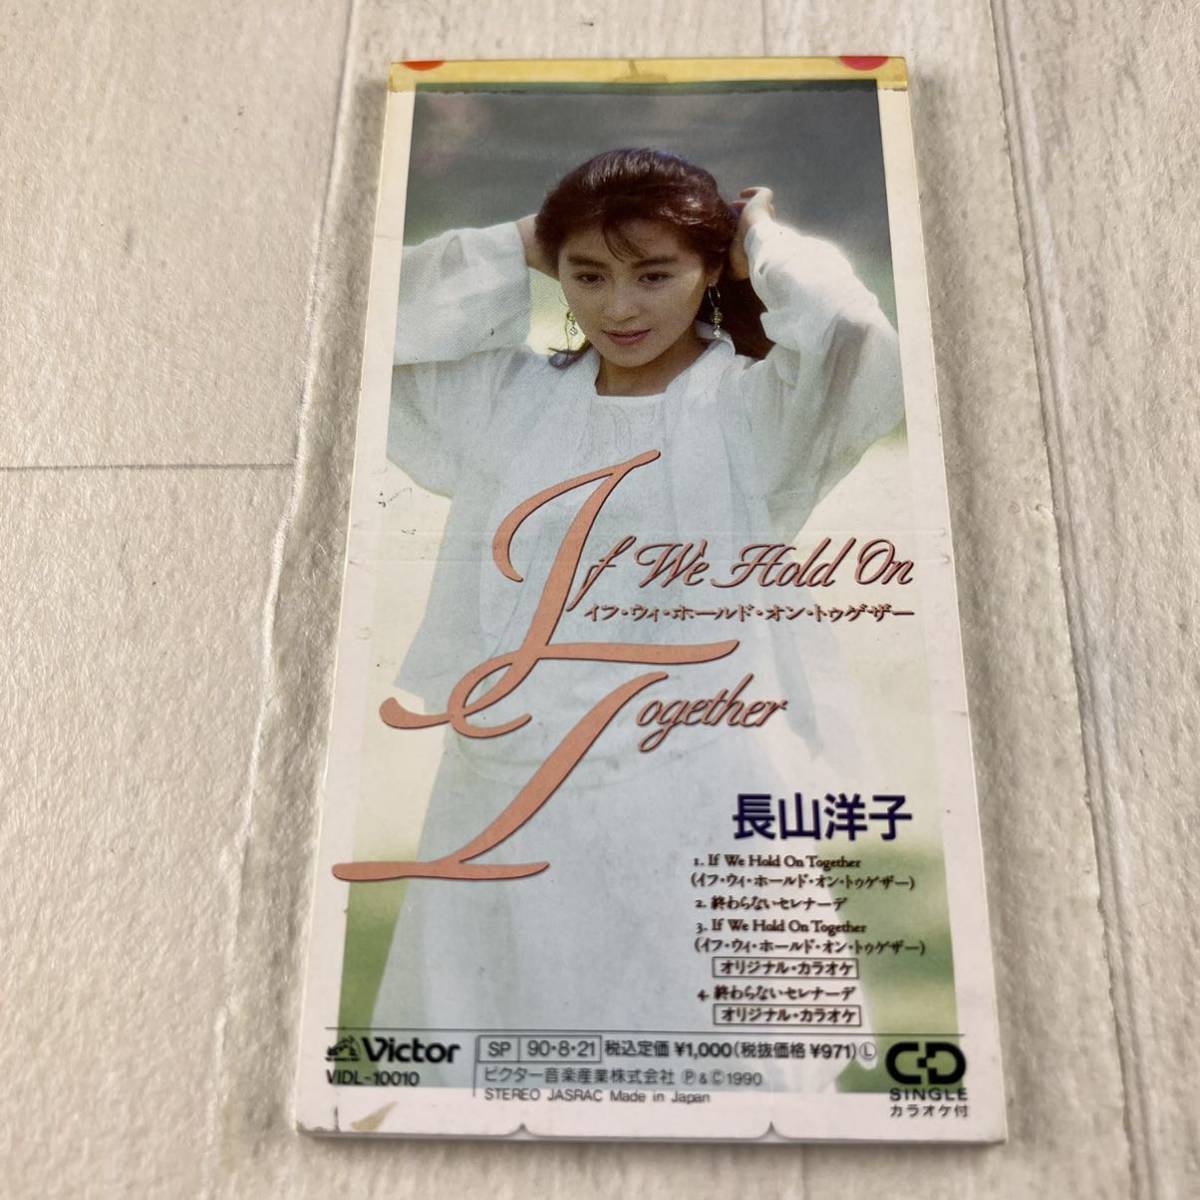 If We Hold On
イフ・ウィ・ホールド・オン・トゥゲザー
Together
長山洋子
1. If We Hold On Together
(イフ・ウィ・ホールド・オン・トゥゲザー)
2. 終わらないセレナーデ
3. If We Hold On Together
(イフ・ウィ・ホールド・オン・トゥゲザー)
オリジナル・カラオケ
4. 終わらないセレナーデ
オリジナル・カラオケ
Victor SP 90・8・21 税込定価 ¥1,000(税抜価格 ¥971) Ⓛ CD
VIDL-10010 ビクター音楽産業株式会社 Ⓟ&Ⓒ1990 SINGLE
STEREO JASRAC Made in Japan カラオケ付